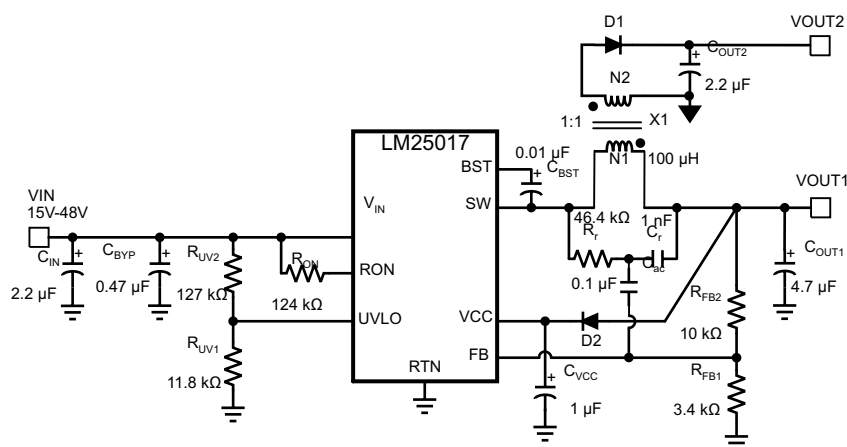 D1
VOUT2
+
COUT2
N2
2.2 µF
1:1
X1
LM25017
N1
100 µH
0.01 µF
BST
+
CBST
VIN
15V-48V
VIN
SW
VOUT1
46.4 kΩ
1 nF
Rr
Cr
CIN
+
CBYP
+
RUV2
RON
RON
Cac
+
COUT1
2.2 µF
0.47 µF
127 kΩ
0.1 µF
4.7 µF
RFB2
124 kΩ
UVLO
VCC
10 kΩ
D2
RUV1
FB
RTN
CVCC
+
RFB1
11.8 kΩ
1 µF
3.4 kΩ